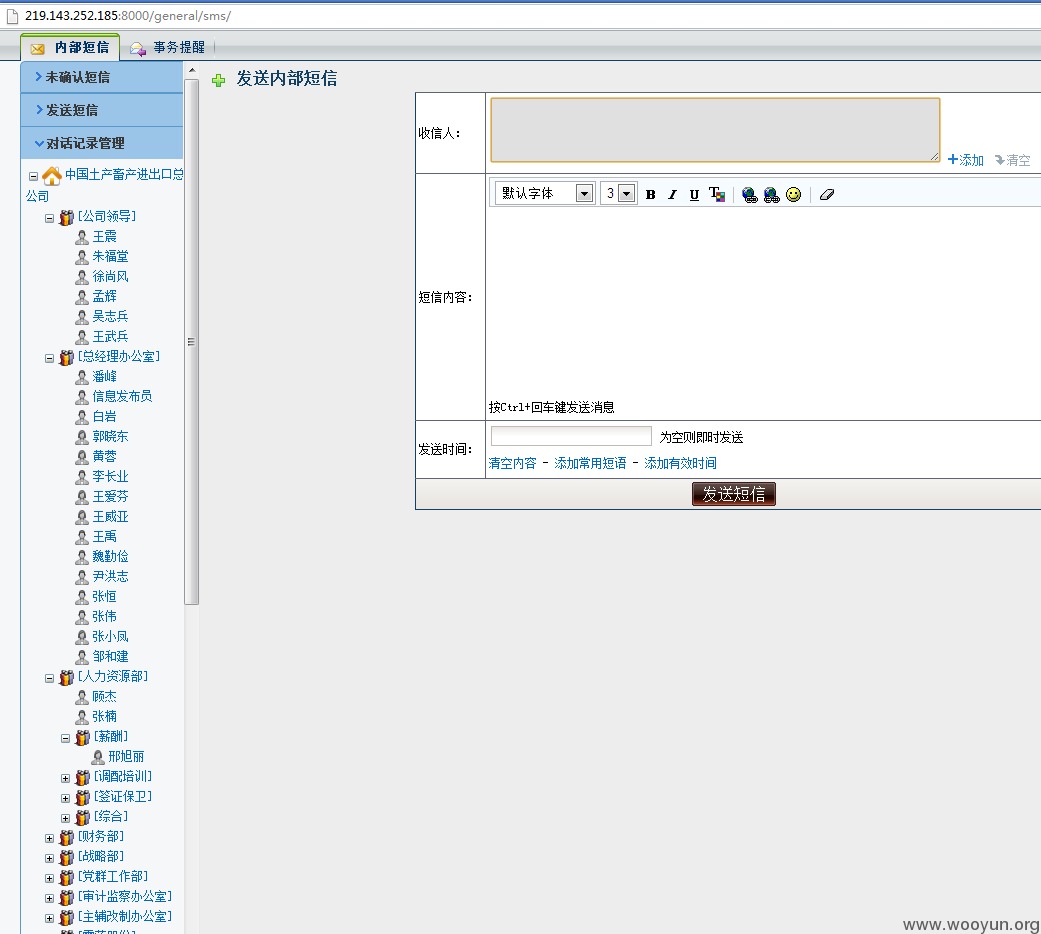 219.143.252.185:8000/general/sms/
内部短信 事务提醒
未确认短信
发送短信
对话记录管理
中国土产畜产进出口总
公司
[公司领导]
王震
朱福堂
徐尚风
孟辉
吴志兵
王武兵
[总经理办公室]
潘峰
信息发布员
白岩
郭晓东
黄蓉
李长业
王爱芬
王威亚
王禹
魏勤俭
尹洪志
张恒
张伟
张小凤
邹和建
[人力资源部]
顾杰
张楠
[薪酬]
邢旭丽
[调配培训]
[签证保卫]
[综合]
[财务部]
[战略部]
[党群工作部]
[审计监察办公室]
[主辅改制办公室]
发送内部短信
收信人：
添加 清空
默认字体 3 B I U T
短信内容：
按Ctrl+回车键发送消息
发送时间：
为空则即时发送
清空内容 - 添加常用短语 - 添加有效时间
发送短信
www.wooyun.org